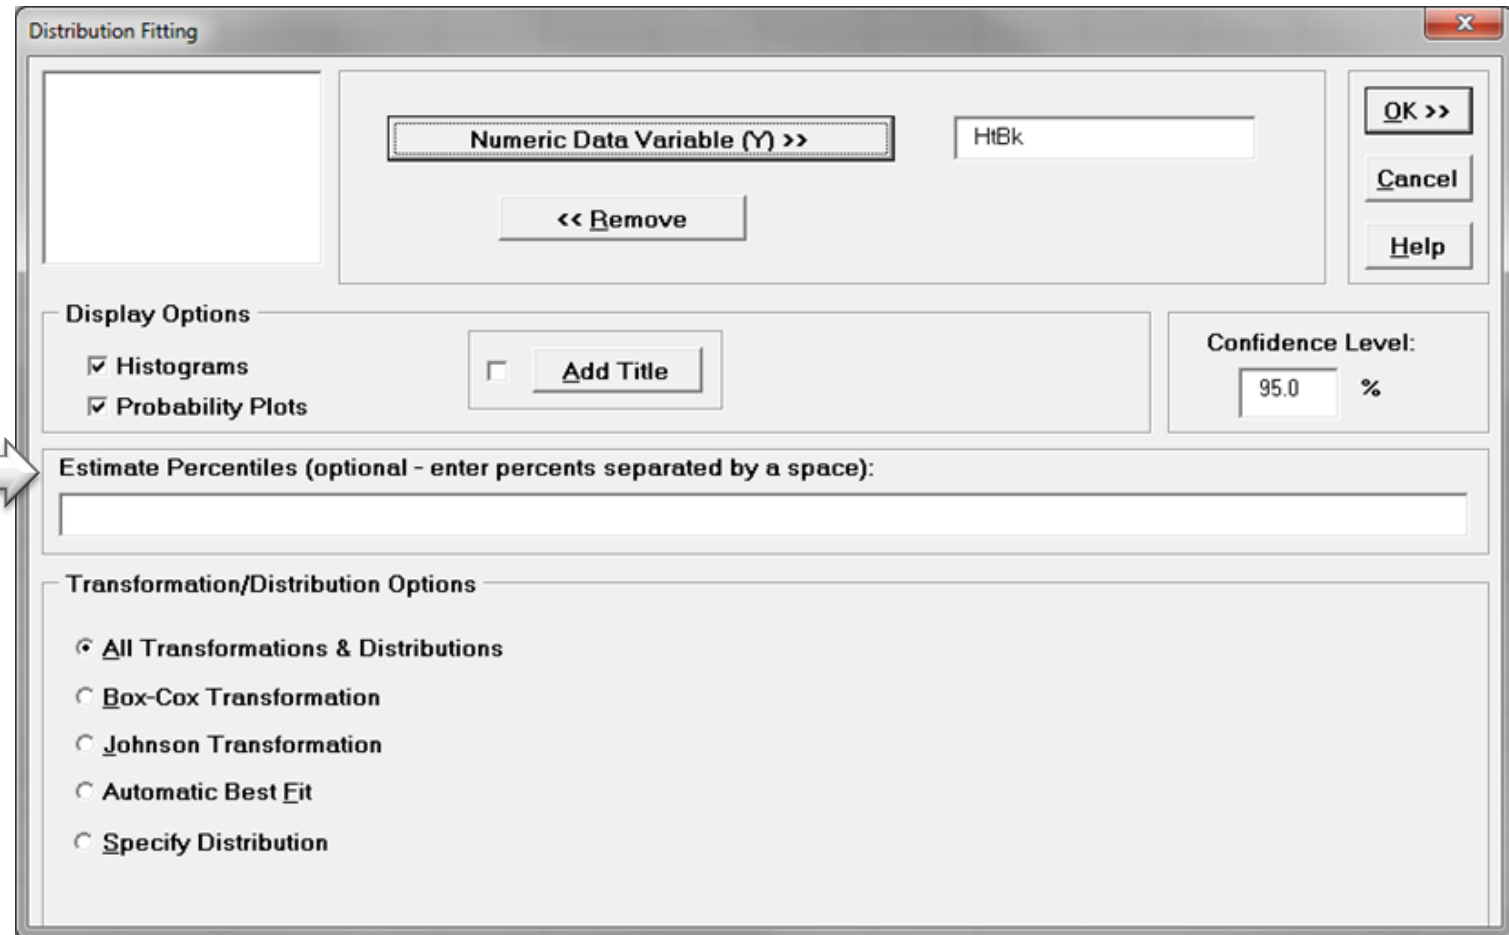 Distribution Fitting
Numeric Data Variable (Y) >>
HtBk
<< Remove
OK >>
Cancel
Help
Display Options
Histograms
Probability Plots
Add Title
Confidence Level:
95.0 %
Estimate Percentiles (optional - enter percents separated by a space):
Transformation/Distribution Options
All Transformations & Distributions
Box-Cox Transformation
Johnson Transformation
Automatic Best Fit
Specify Distribution